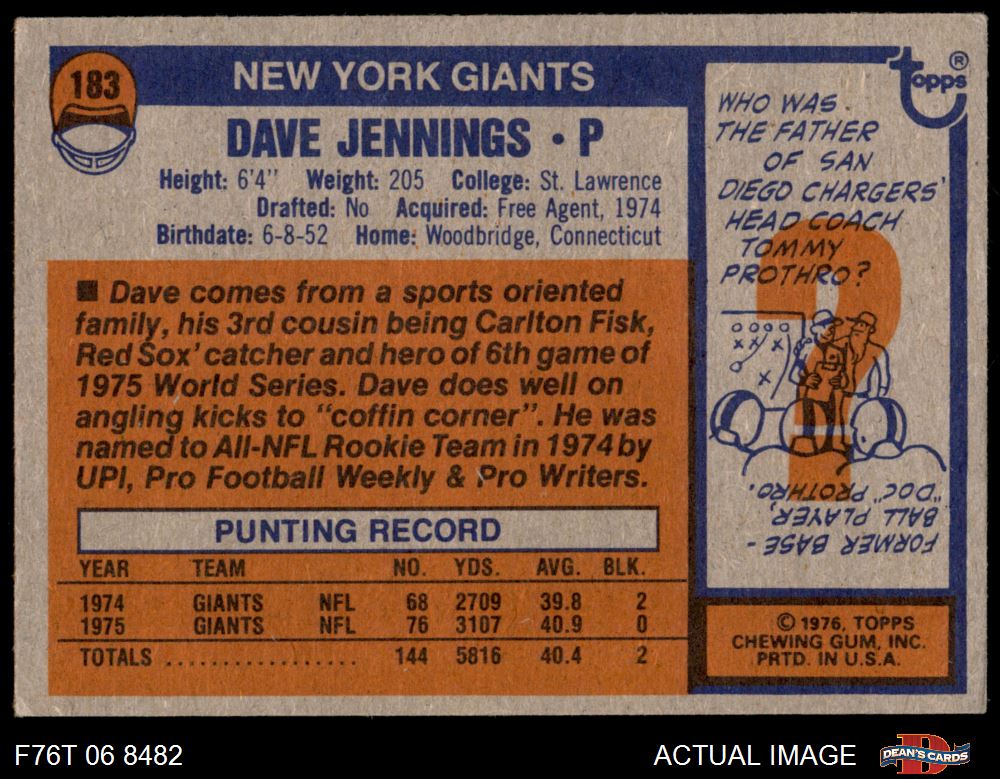 183
NEW YORK GIANTS
topps®
DAVE JENNINGS • P
Height: 6'4" Weight: 205 College: St. Lawrence
Drafted: No Acquired: Free Agent, 1974
Birthdate: 6-8-52 Home: Woodbridge, Connecticut
■ Dave comes from a sports oriented
family, his 3rd cousin being Carlton Fisk,
Red Sox' catcher and hero of 6th game of
1975 World Series. Dave does well on
angling kicks to "coffin corner". He was
named to All-NFL Rookie Team in 1974 by
UPI, Pro Football Weekly & Pro Writers.
PUNTING RECORD
YEAR TEAM NO. YDS. AVG. BLK.
1974 GIANTS NFL 68 2709 39.8 2
1975 GIANTS NFL 76 3107 40.9 0
TOTALS .................. 144 5816 40.4 2
WHO WAS
THE FATHER
OF SAN
DIEGO CHARGERS'
HEAD COACH
TOMMY
PROTHRO?
?
FORMER BASE-
BALL PLAYER,
"DOC" PROTHRO.
© 1976, TOPPS
CHEWING GUM, INC.
PRTD. IN U.S.A.
F76T 06 8482
ACTUAL IMAGE
DEAN'S CARDS